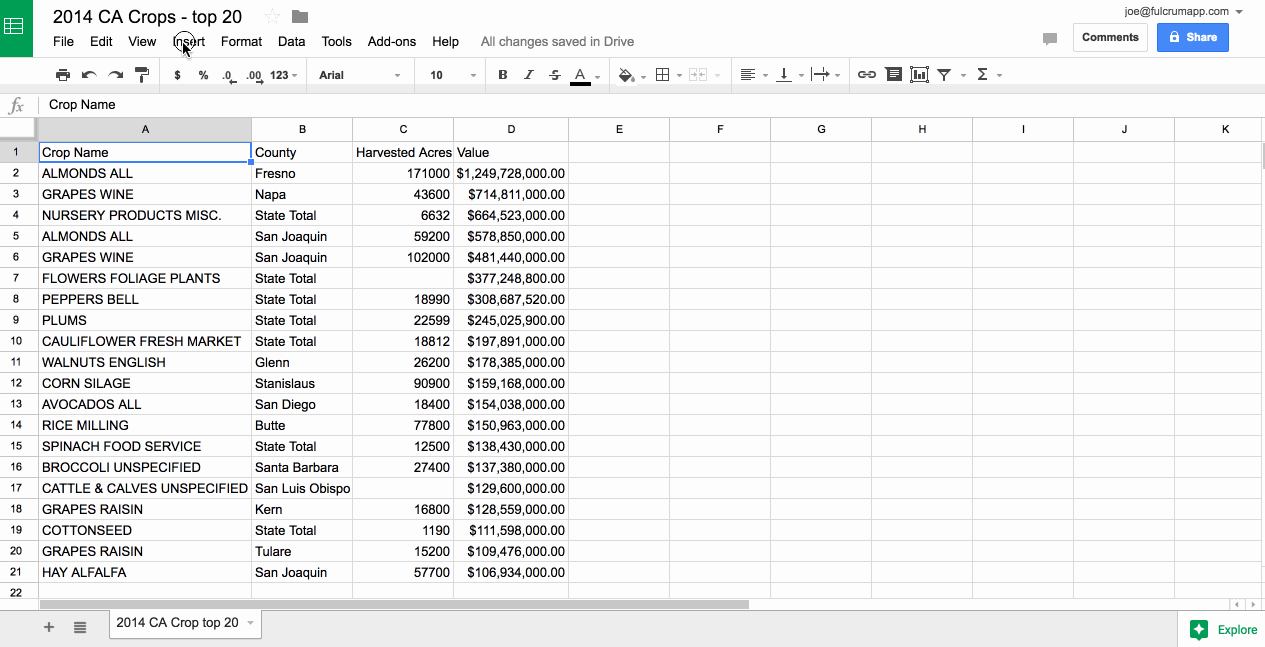 2014 CA Crops - top 20
joe@fulcrumapp.com
File Edit View Insert Format Data Tools Add-ons Help All changes saved in Drive
Comments Share
$ % .0 .00 123 Arial 10 B I S A Σ
fx Crop Name
A B C D E F G H I J K
1 Crop Name County Harvested Acres Value
2 ALMONDS ALL Fresno 171000 $1,249,728,000.00
3 GRAPES WINE Napa 43600 $714,811,000.00
4 NURSERY PRODUCTS MISC. State Total 6632 $664,523,000.00
5 ALMONDS ALL San Joaquin 59200 $578,850,000.00
6 GRAPES WINE San Joaquin 102000 $481,440,000.00
7 FLOWERS FOLIAGE PLANTS State Total $377,248,800.00
8 PEPPERS BELL State Total 18990 $308,687,520.00
9 PLUMS State Total 22599 $245,025,900.00
10 CAULIFLOWER FRESH MARKET State Total 18812 $197,891,000.00
11 WALNUTS ENGLISH Glenn 26200 $178,385,000.00
12 CORN SILAGE Stanislaus 90900 $159,168,000.00
13 AVOCADOS ALL San Diego 18400 $154,038,000.00
14 RICE MILLING Butte 77800 $150,963,000.00
15 SPINACH FOOD SERVICE State Total 12500 $138,430,000.00
16 BROCCOLI UNSPECIFIED Santa Barbara 27400 $137,380,000.00
17 CATTLE & CALVES UNSPECIFIED San Luis Obispo $129,600,000.00
18 GRAPES RAISIN Kern 16800 $128,559,000.00
19 COTTONSEED State Total 1190 $111,598,000.00
20 GRAPES RAISIN Tulare 15200 $109,476,000.00
21 HAY ALFALFA San Joaquin 57700 $106,934,000.00
22
2014 CA Crop top 20
Explore